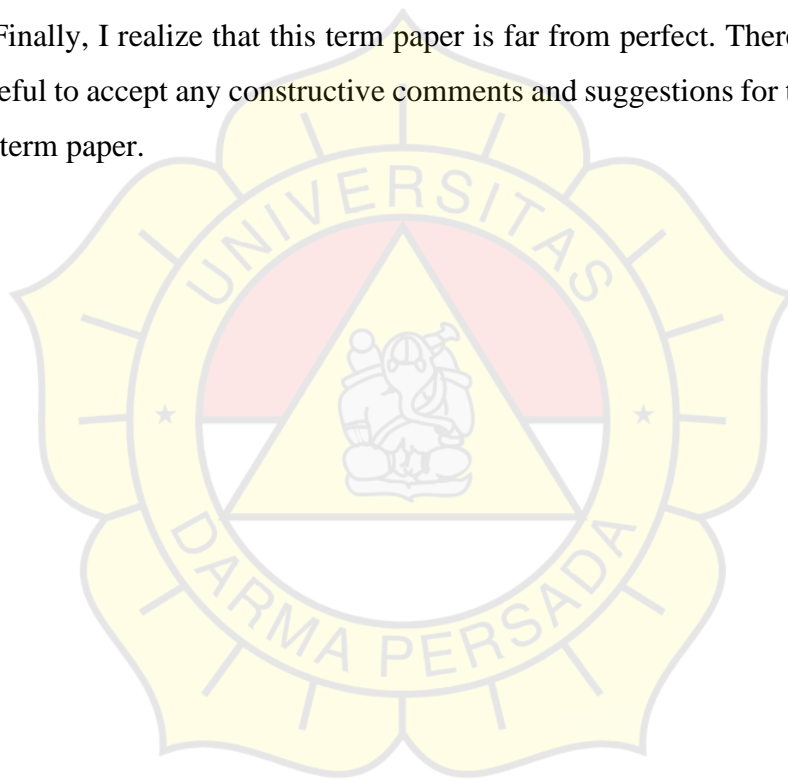 Finally, I realize that this term paper is far from perfect. There
eful to accept any constructive comments and suggestions for t
term paper.
UNIVERSITAS
DARMA PERSADA